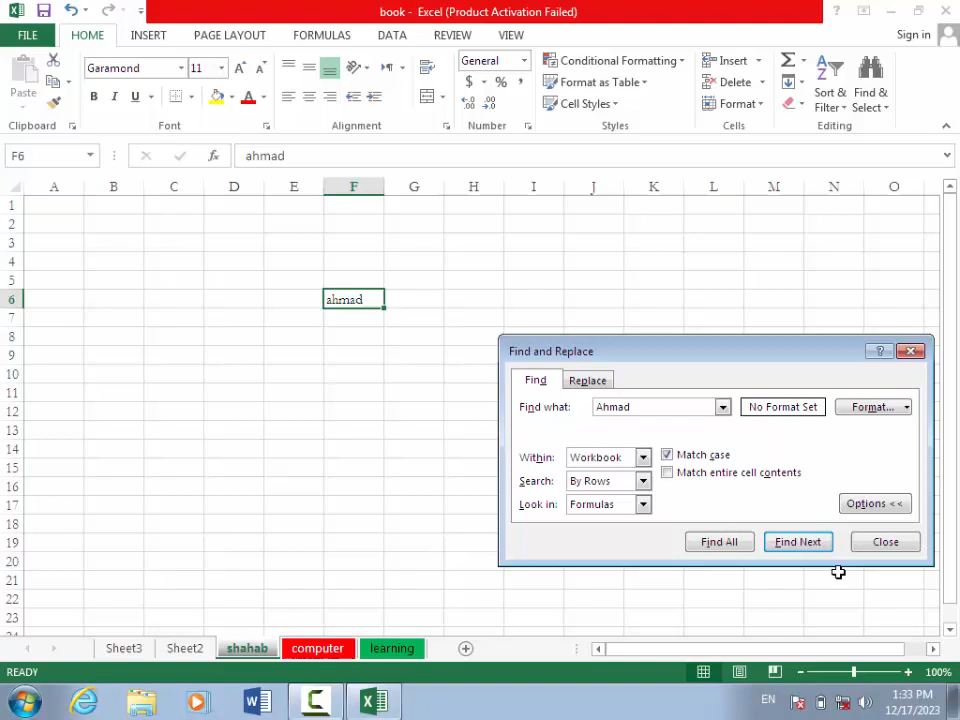 book - Excel (Product Activation Failed)
FILE HOME INSERT PAGE LAYOUT FORMULAS DATA REVIEW VIEW Sign in
Paste
Garamond 11
B I U
General
$ % ,
Conditional Formatting
Format as Table
Cell Styles
Insert
Delete
Format
Sort & Filter
Find & Select
Clipboard Font Alignment Number Styles Cells Editing
F6 fx ahmad
A B C D E F G H I J K L M N O
1
2
3
4
5
6 ahmad
7
8
9
10
11
12
13
14
15
16
17
18
19
20
21
22
23
24
Find and Replace
Find Replace
Find what: Ahmad No Format Set Format...
Within: Workbook Match case
Search: By Rows Match entire cell contents
Look in: Formulas Options <<
Find All Find Next Close
Sheet3 Sheet2 shahab computer learning
READY 100%
EN
1:33 PM
12/17/2023